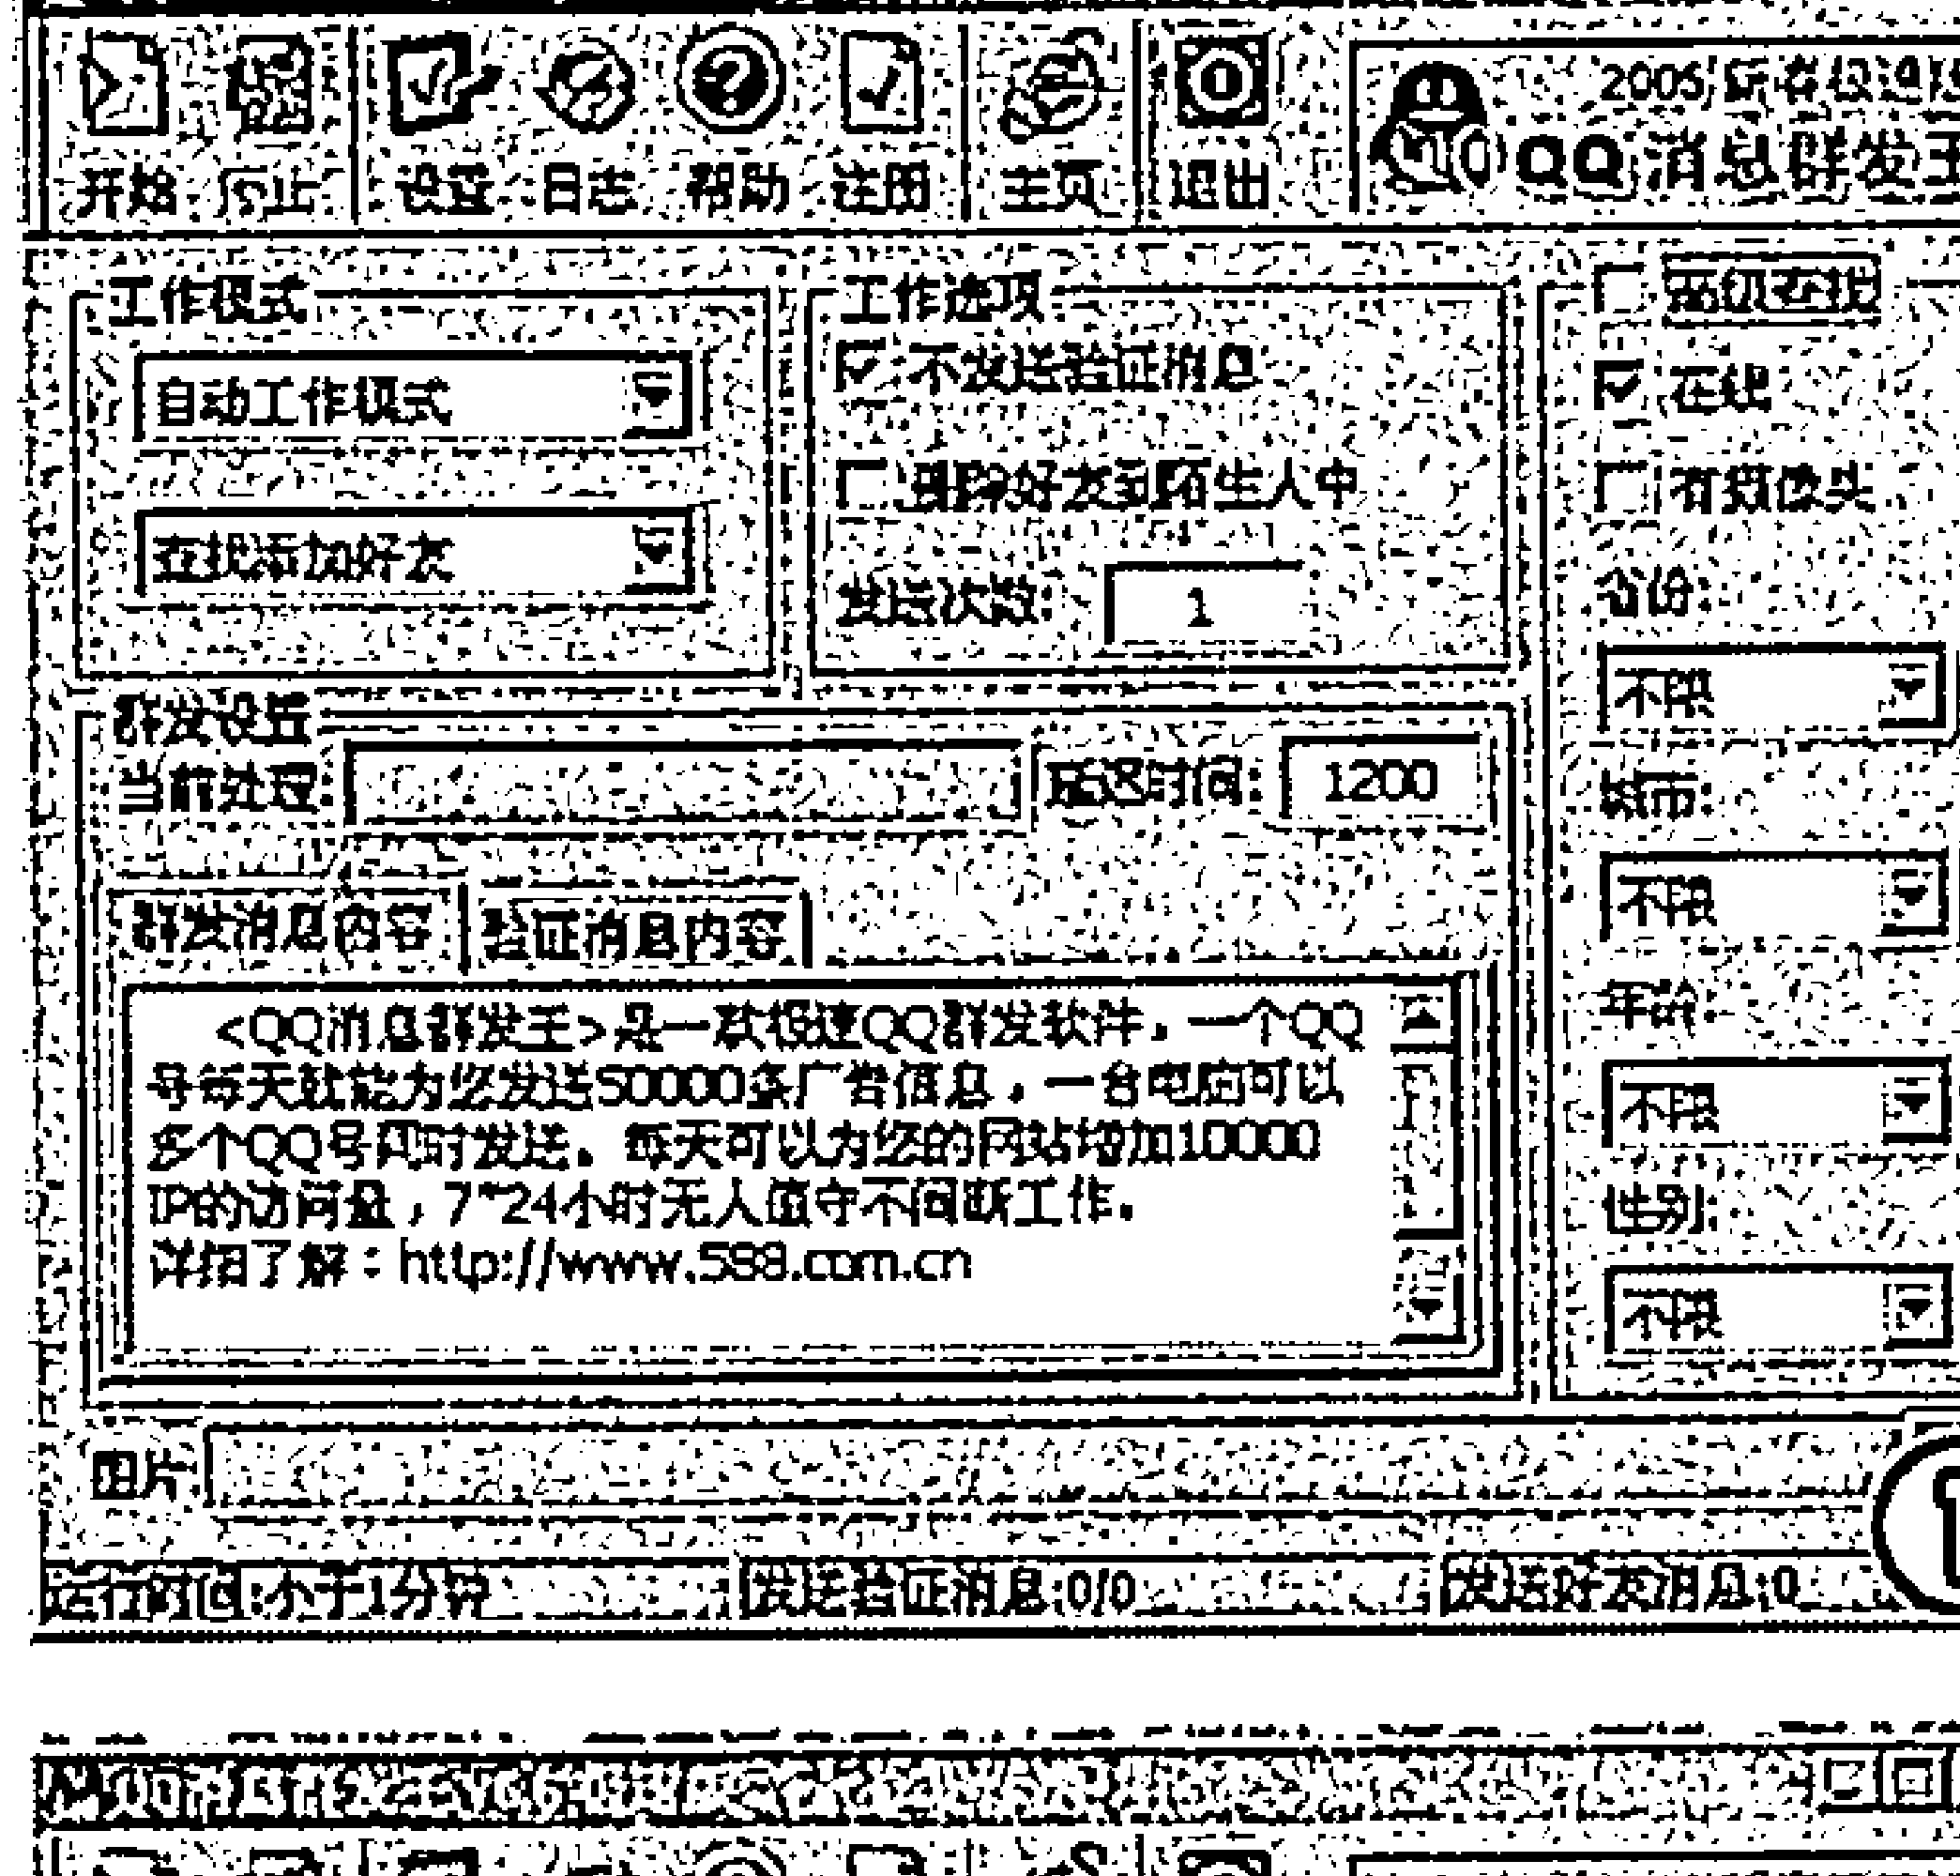 开始 停止 设置 日志 帮助 注册 主页 退出
QQ消息群发王
工作模式
自动工作模式
在线添加好友
工作选项
不发送验证消息
删除好友到陌生人中
发送次数: 1
高级查找
在线
有摄像头
省份:
不限
城市:
不限
年龄:
不限
性别:
不限
群发设置
当前处理:
延迟时间: 1200
群发消息内容 验证消息内容
<QQ消息群发王>是一款极速QQ群发软件，一个QQ
号每天就能为您发送50000条广告信息，一台电脑可以
多个QQ号同时发送。每天可以为您的网站增加10000
IP的访问量，7*24小时无人值守不间断工作。
详细了解：http://www.598.com.cn
图片
运行时间:小于1分钟 发送验证消息:0/0 发送好友消息:0